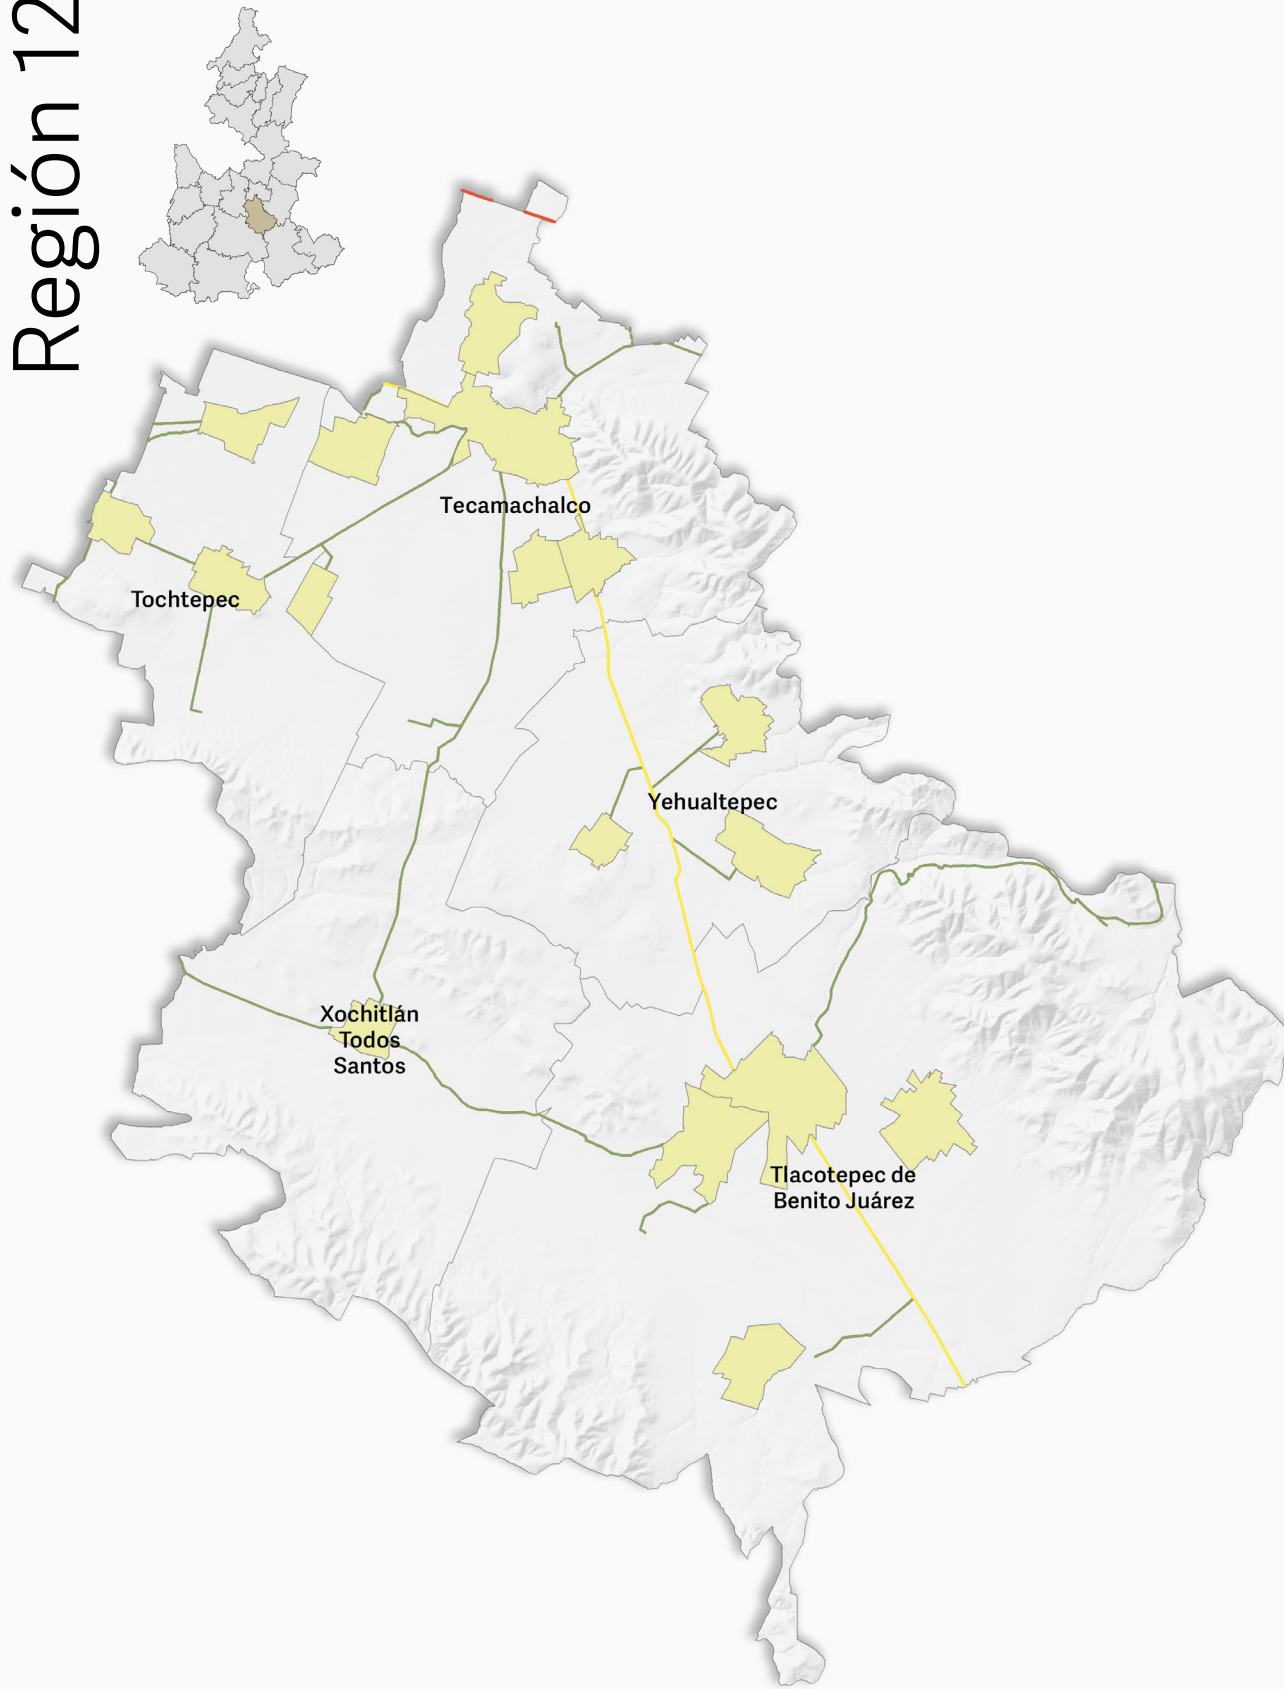 Región 12
Tecamachalco
Tochtepec
Yehualtepec
Xochitlán
Todos
Santos
Tlacotepec de
Benito Juárez